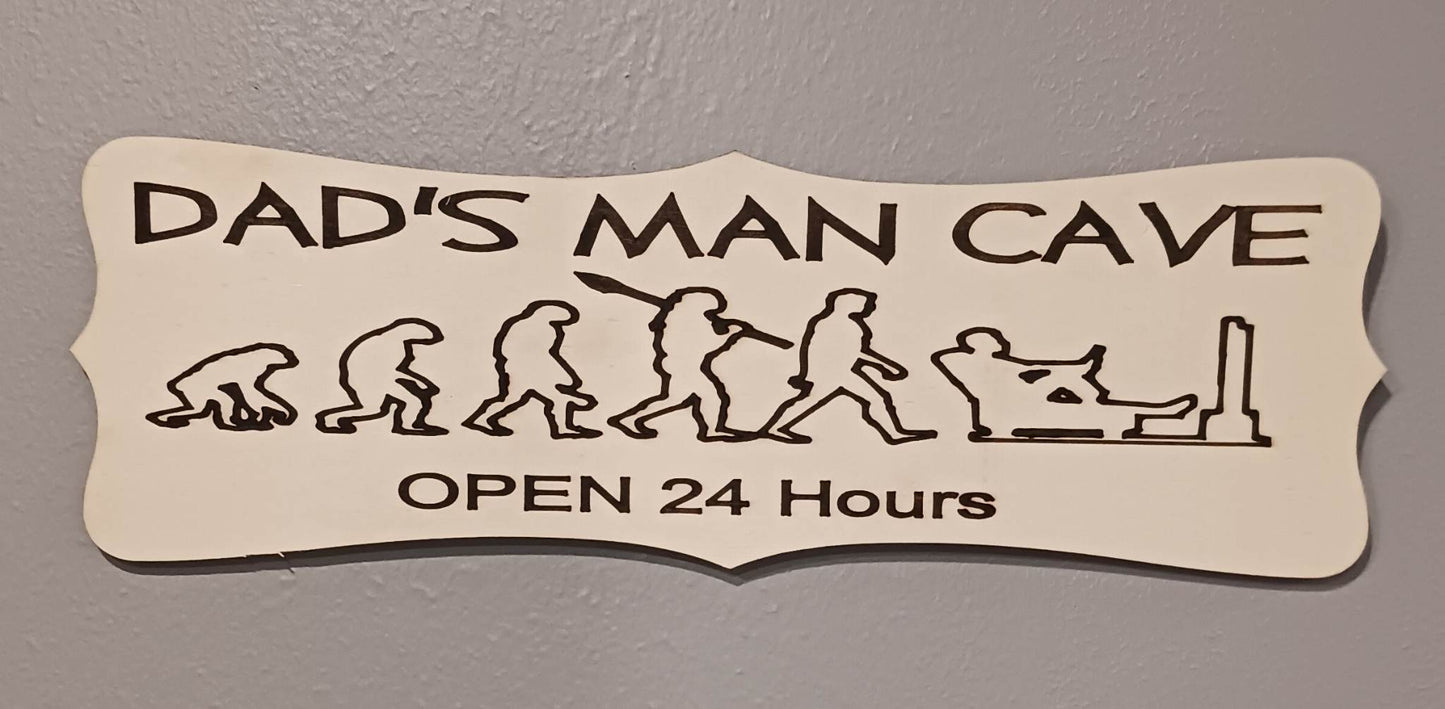 DAD'S MAN CAVE
OPEN 24 Hours